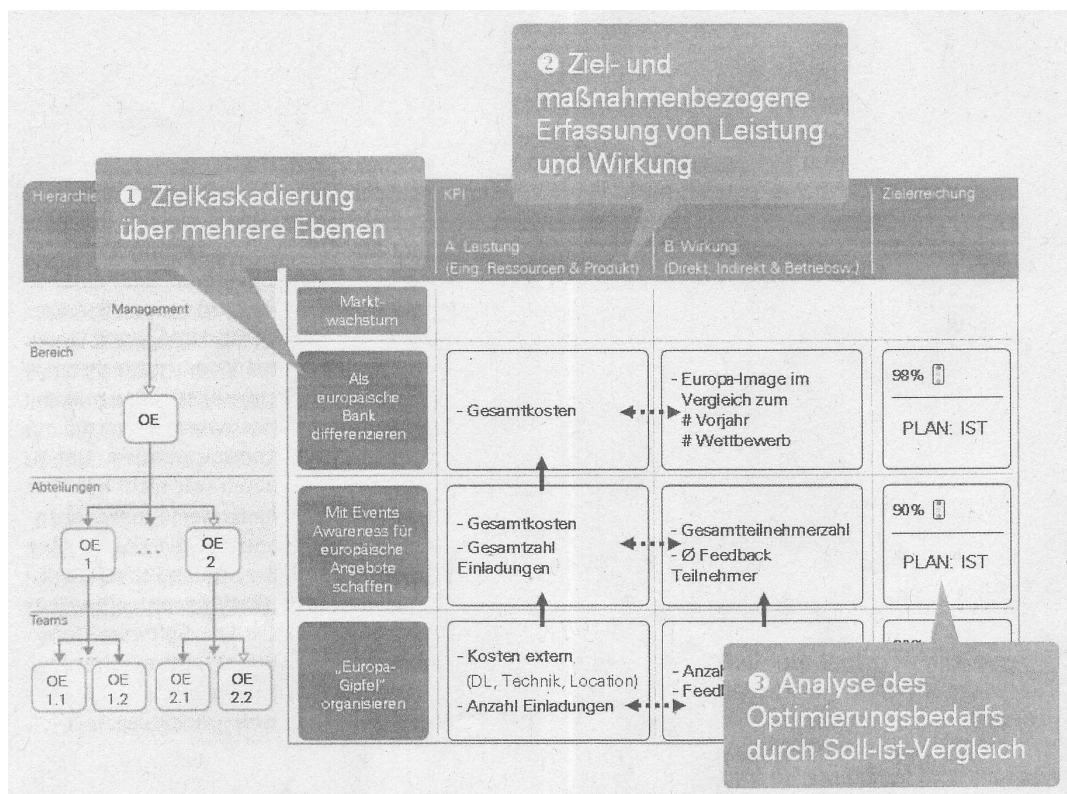 ❷ Ziel- und
maßnahmenbezogene
Erfassung von Leistung
und Wirkung
❶ Zielkaskadierung
über mehrere Ebenen
Hierarchie
KPI
A. Leistung
(Eing. Ressourcen & Produkt)
B. Wirkung
(Direkt, Indirekt & Betriebsw.)
Zielerreichung
Management
Markt-
wachstum
Bereich
OE
Als
europäische
Bank
differenzieren
- Gesamtkosten
- Europa-Image im
Vergleich zum
# Vorjahr
# Wettbewerb
98%
PLAN: IST
Abteilungen
OE
1
...
OE
2
Mit Events
Awareness für
europäische
Angebote
schaffen
- Gesamtkosten
- Gesamtzahl
Einladungen
- Gesamtteilnehmerzahl
- Ø Feedback
Teilnehmer
90%
PLAN: IST
Teams
OE
1.1
OE
1.2
OE
2.1
OE
2.2
„Europa-
Gipfel"
organisieren
- Kosten extern
(DL, Technik, Location)
- Anzahl Einladungen
❸ Analyse des
Optimierungsbedarfs
durch Soll-Ist-Vergleich